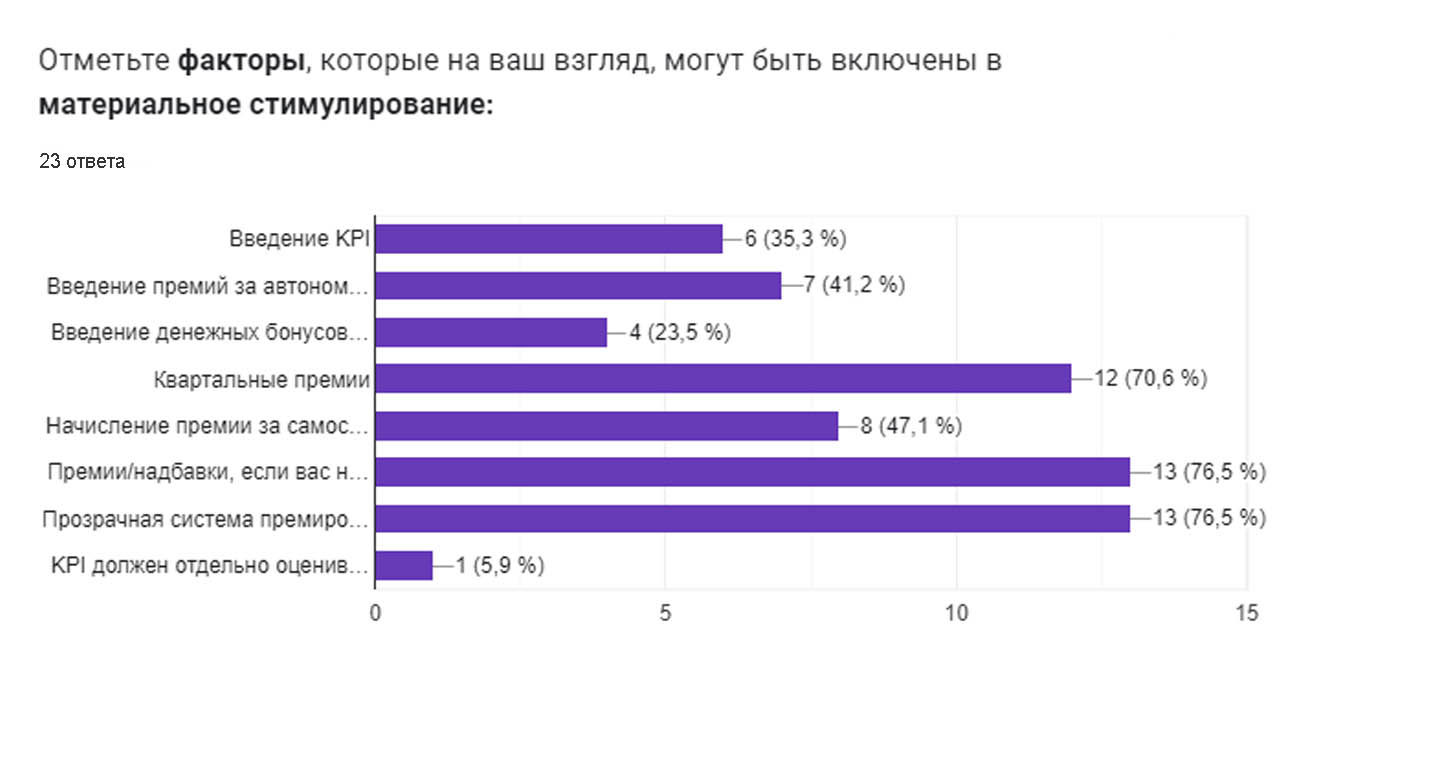 Отметьте факторы, которые на ваш взгляд, могут быть включены в
материальное стимулирование:
23 ответа
Введение KPI
6 (35,3 %)
Введение премий за автоном...
7 (41,2 %)
Введение денежных бонусов...
4 (23,5 %)
Квартальные премии
12 (70,6 %)
Начисление премии за самос...
8 (47,1 %)
Премии/надбавки, если вас н...
13 (76,5 %)
Прозрачная система премиро...
13 (76,5 %)
KPI должен отдельно оценив...
1 (5,9 %)
0 5 10 15